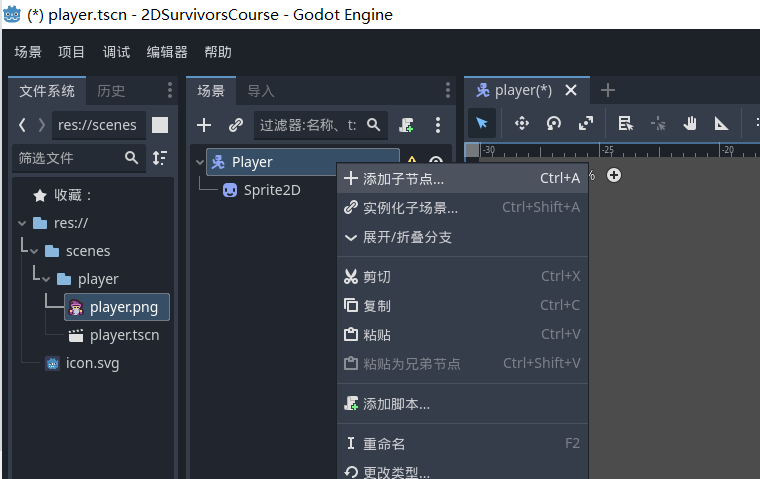 (*) player.tscn - 2DSurvivorsCourse - Godot Engine
场景 项目 调试 编辑器 帮助
文件系统 历史
res://scenes
筛选文件
收藏：
res://
scenes
player
player.png
player.tscn
icon.svg
场景 导入
过滤器:名称、t:
Player
Sprite2D
player(*)
-30 -25 -20
%
添加子节点... Ctrl+A
实例化子场景... Ctrl+Shift+A
展开/折叠分支
剪切 Ctrl+X
复制 Ctrl+C
粘贴 Ctrl+V
粘贴为兄弟节点 Ctrl+Shift+V
添加脚本...
重命名 F2
更改类型...